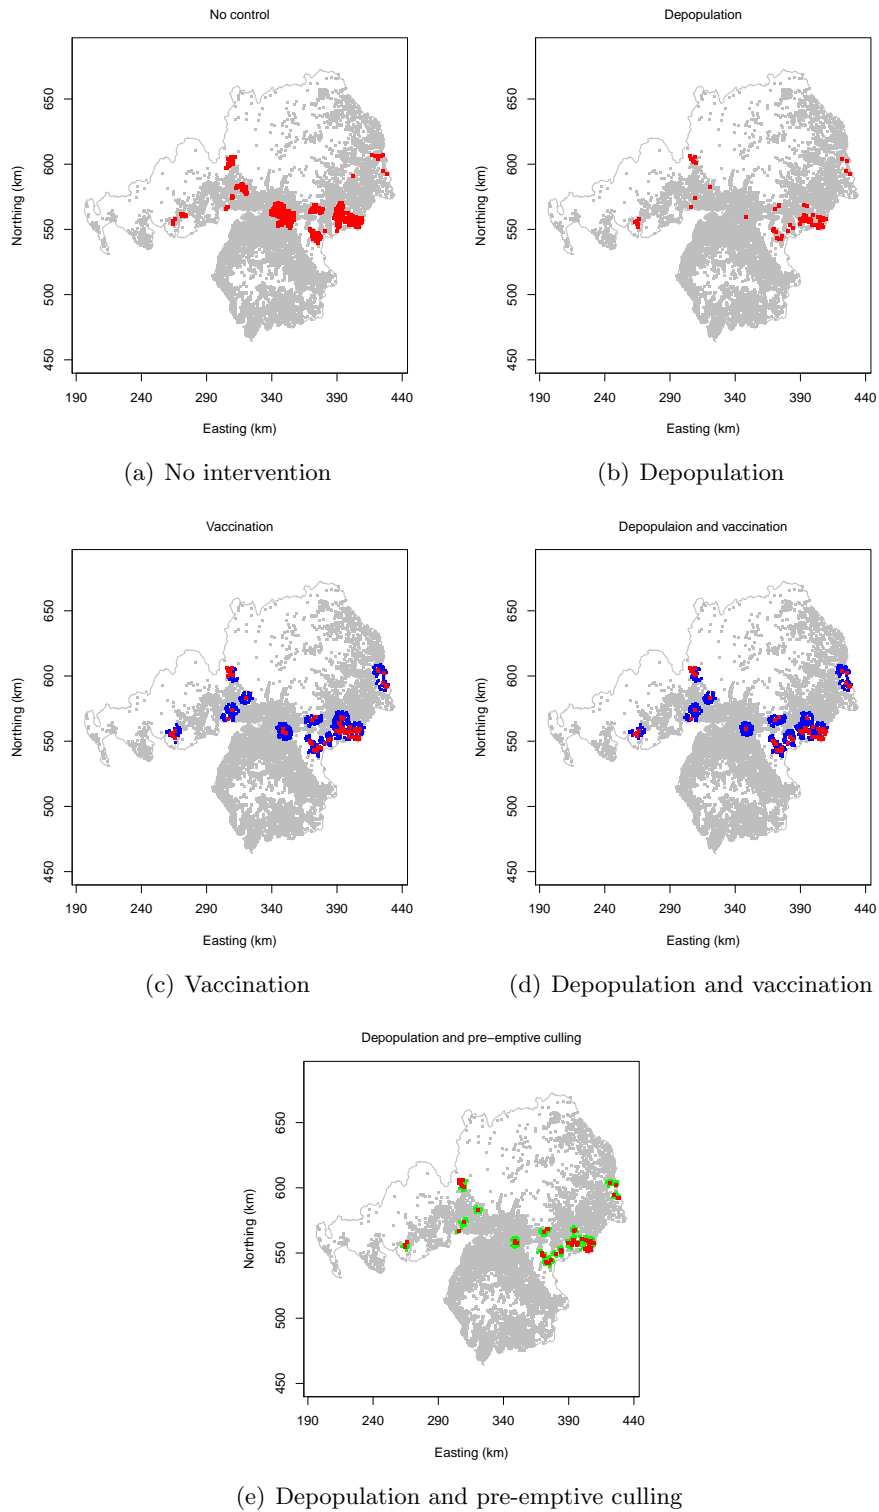 No control
Northing (km)
450 500 550 600 650
190 240 290 340 390 440
Easting (km)
(a) No intervention
Depopulation
Northing (km)
450 500 550 600 650
190 240 290 340 390 440
Easting (km)
(b) Depopulation
Vaccination
Northing (km)
450 500 550 600 650
190 240 290 340 390 440
Easting (km)
(c) Vaccination
Depopulaion and vaccination
Northing (km)
450 500 550 600 650
190 240 290 340 390 440
Easting (km)
(d) Depopulation and vaccination
Depopulation and pre−emptive culling
Northing (km)
450 500 550 600 650
190 240 290 340 390 440
Easting (km)
(e) Depopulation and pre-emptive culling